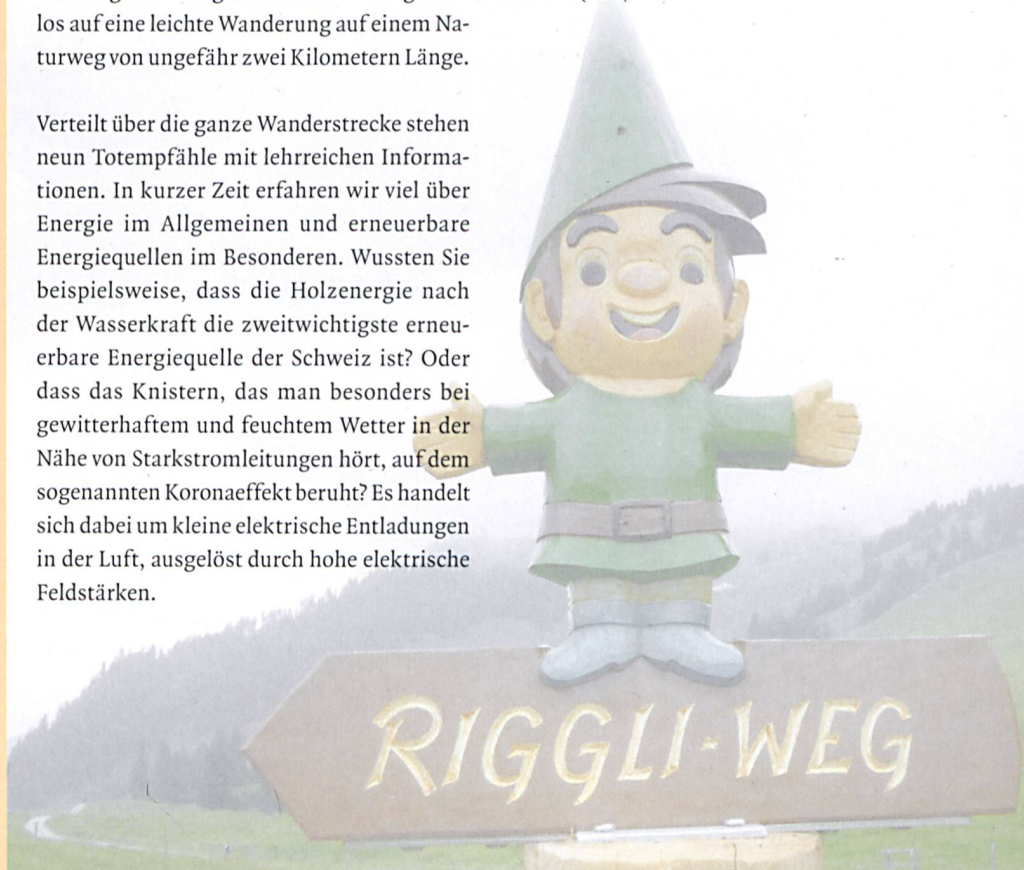 los auf eine leichte Wanderung auf einem Na-
turweg von ungefähr zwei Kilometern Länge.
Verteilt über die ganze Wanderstrecke stehen
neun Totempfähle mit lehrreichen Informa-
tionen. In kurzer Zeit erfahren wir viel über
Energie im Allgemeinen und erneuerbare
Energiequellen im Besonderen. Wussten Sie
beispielsweise, dass die Holzenergie nach
der Wasserkraft die zweitwichtigste erneu-
erbare Energiequelle der Schweiz ist? Oder
dass das Knistern, das man besonders bei
gewitterhaftem und feuchtem Wetter in der
Nähe von Starkstromleitungen hört, auf dem
sogenannten Koronaeffekt beruht? Es handelt
sich dabei um kleine elektrische Entladungen
in der Luft, ausgelöst durch hohe elektrische
Feldstärken.
RIGGLI-WEG